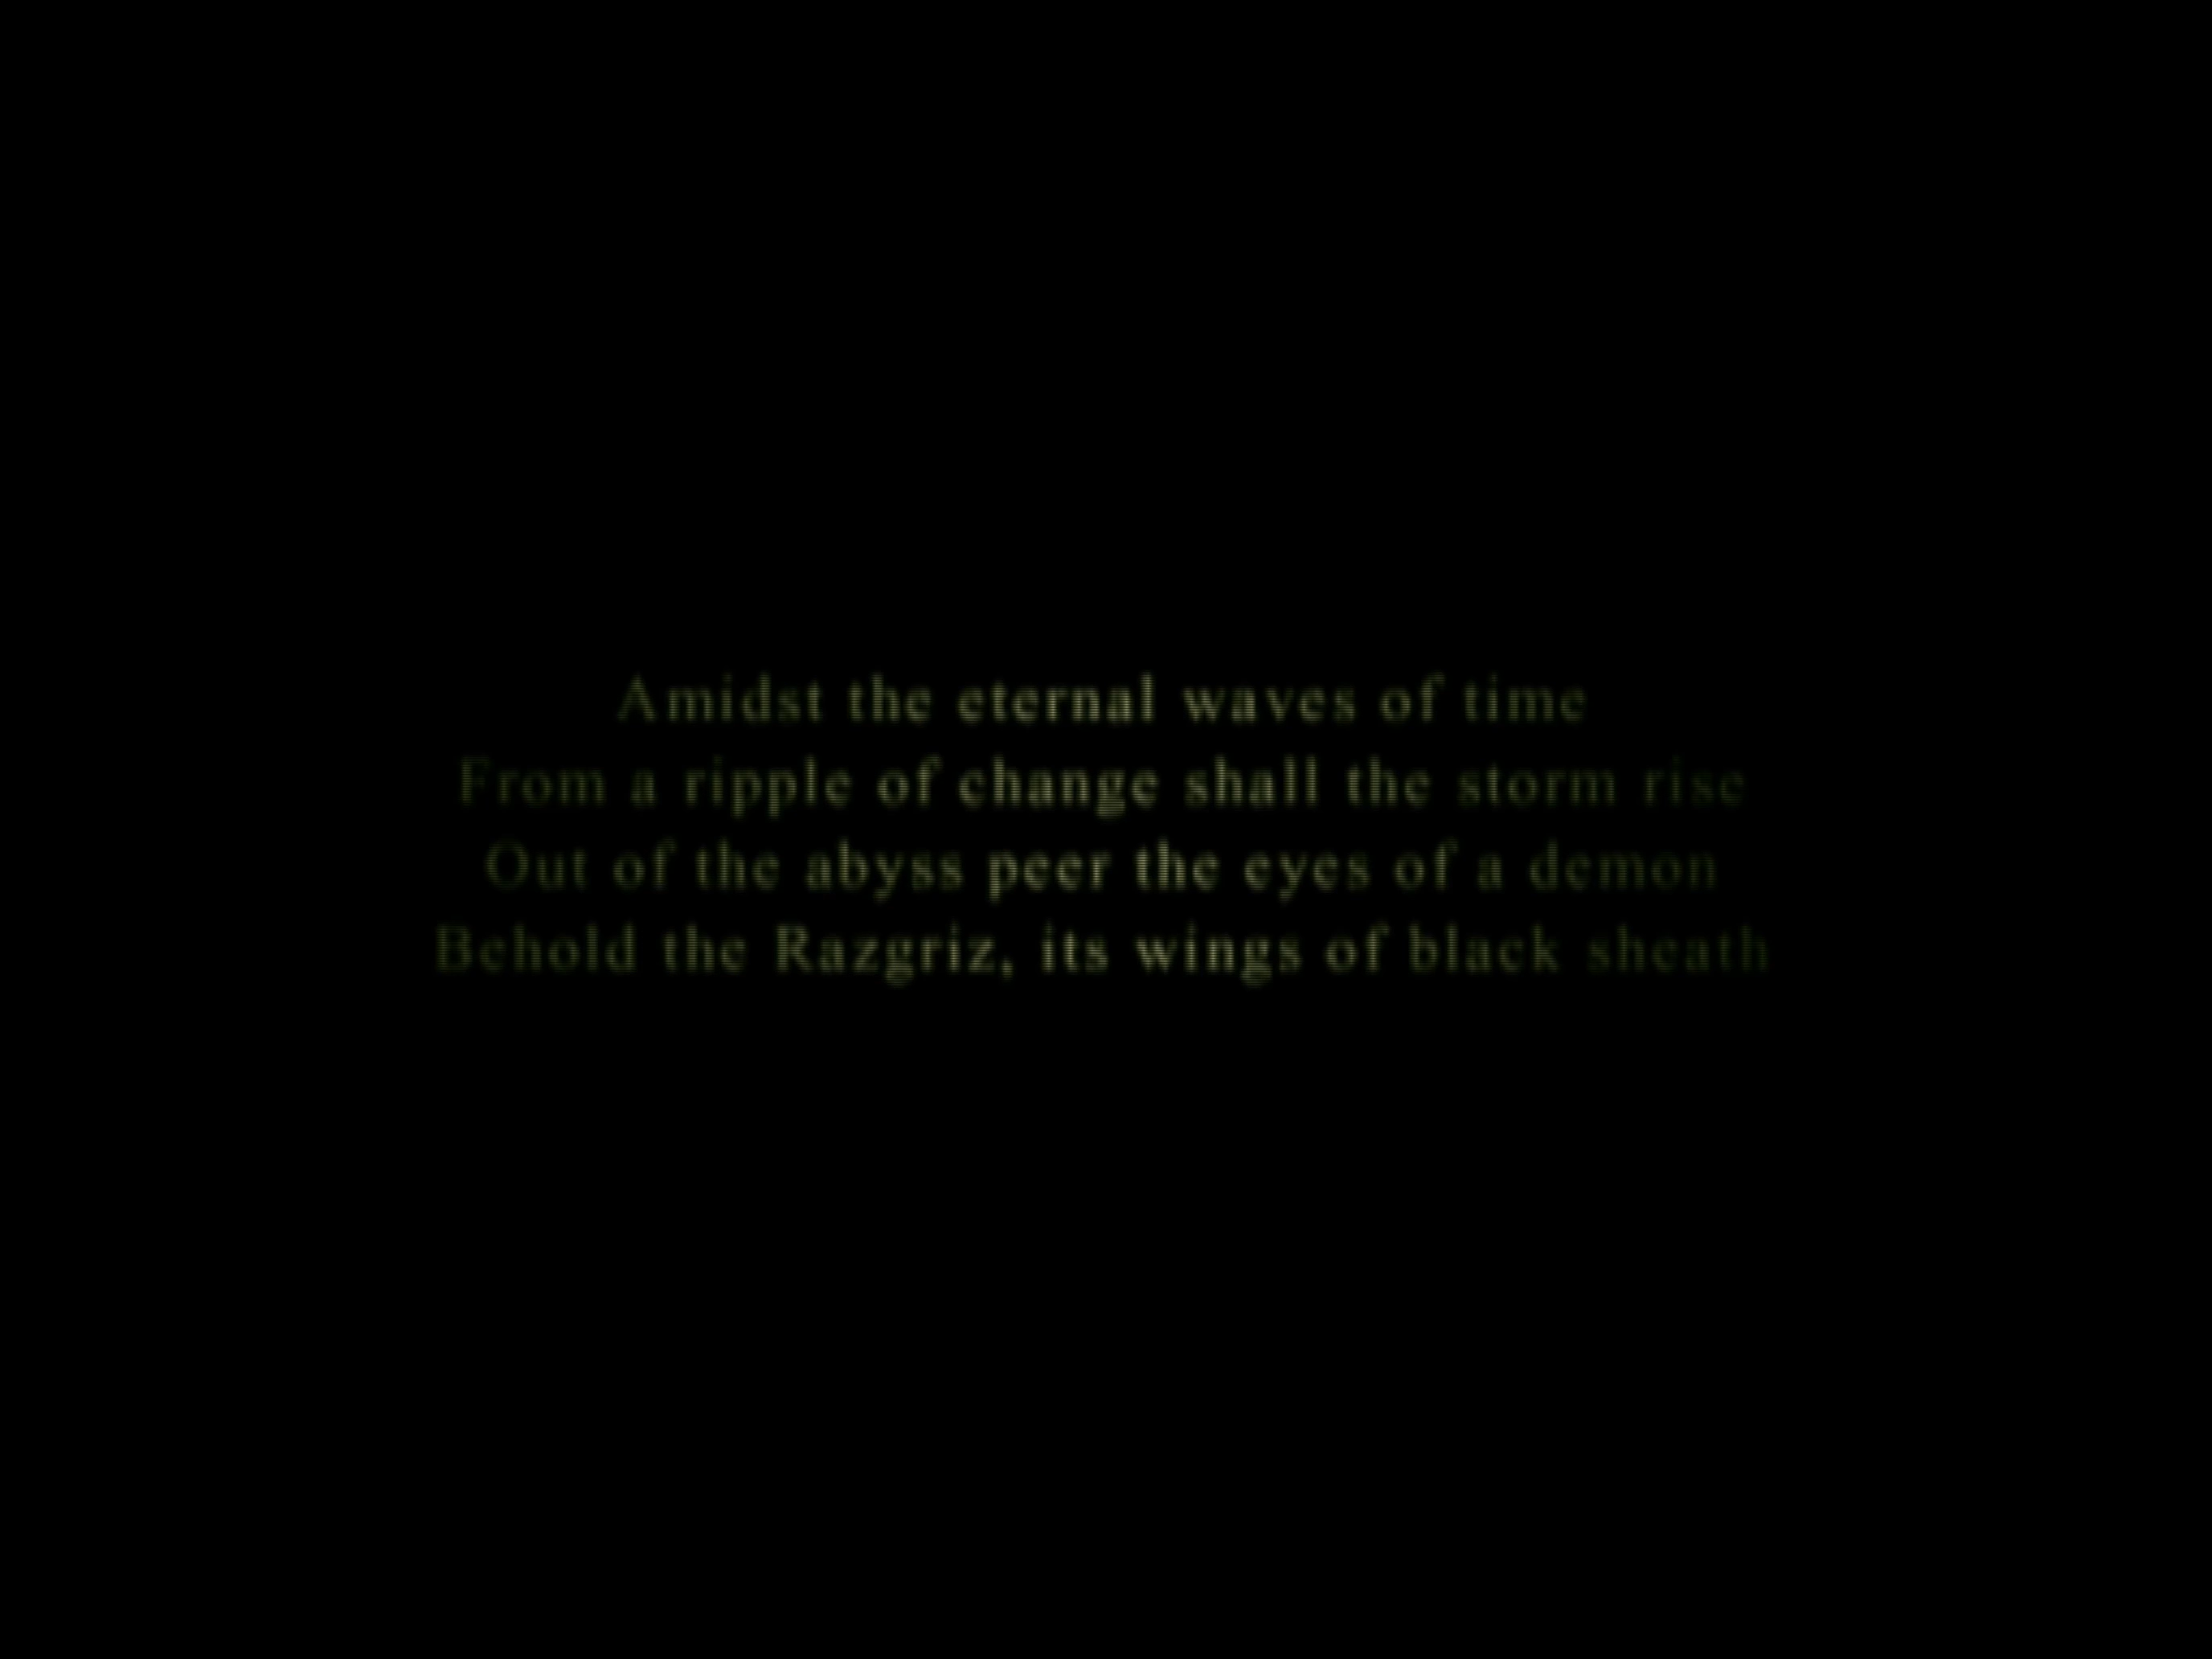 Amidst the eternal waves of time
From a ripple of change shall the storm rise
Out of the abyss peer the eyes of a demon
Behold the Razgriz, its wings of black sheath